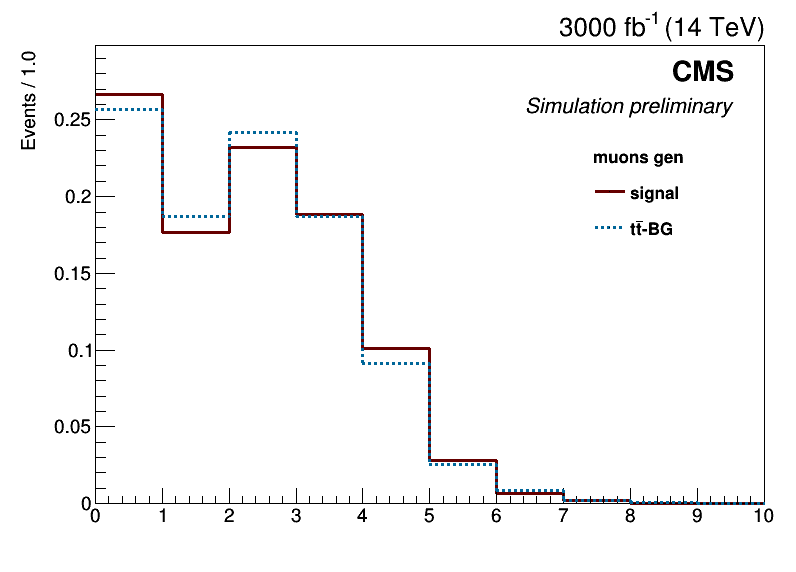 3000 fb⁻¹ (14 TeV)
Events / 1.0
CMS
Simulation preliminary
muons gen
signal
tt̄-BG
0.25
0.2
0.15
0.1
0.05
0
0 1 2 3 4 5 6 7 8 9 10